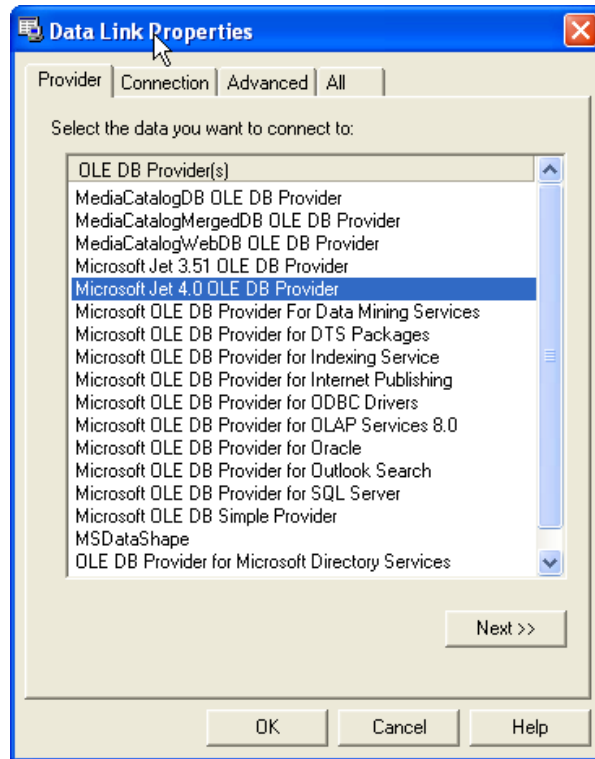 Data Link Properties
Provider Connection Advanced All
Select the data you want to connect to:
OLE DB Provider(s)
MediaCatalogDB OLE DB Provider
MediaCatalogMergedDB OLE DB Provider
MediaCatalogWebDB OLE DB Provider
Microsoft Jet 3.51 OLE DB Provider
Microsoft Jet 4.0 OLE DB Provider
Microsoft OLE DB Provider For Data Mining Services
Microsoft OLE DB Provider for DTS Packages
Microsoft OLE DB Provider for Indexing Service
Microsoft OLE DB Provider for Internet Publishing
Microsoft OLE DB Provider for ODBC Drivers
Microsoft OLE DB Provider for OLAP Services 8.0
Microsoft OLE DB Provider for Oracle
Microsoft OLE DB Provider for Outlook Search
Microsoft OLE DB Provider for SQL Server
Microsoft OLE DB Simple Provider
MSDataShape
OLE DB Provider for Microsoft Directory Services
Next >>
OK Cancel Help